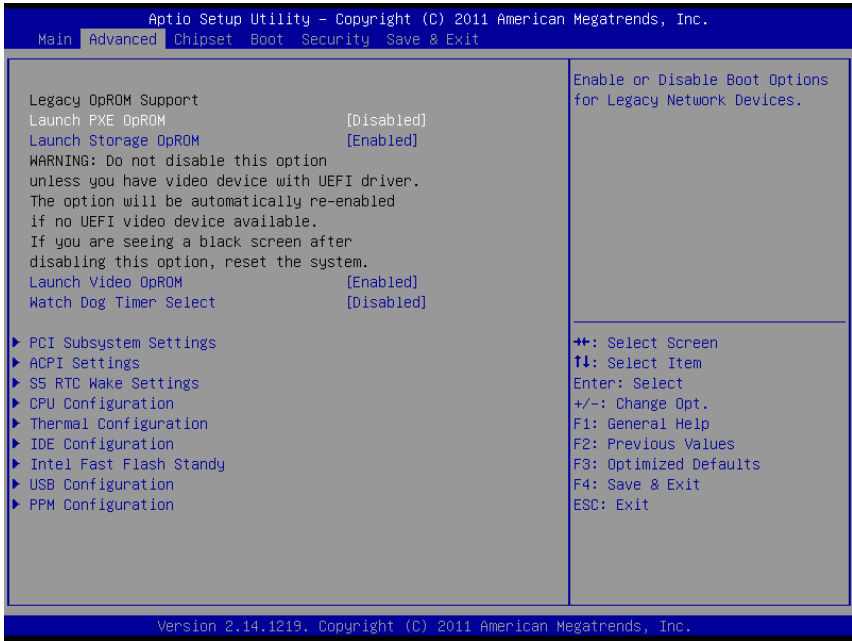 Aptio Setup Utility – Copyright (C) 2011 American Megatrends, Inc.
Main Advanced Chipset Boot Security Save & Exit
Legacy OpROM Support
Launch PXE OpROM [Disabled]
Launch Storage OpROM [Enabled]
WARNING: Do not disable this option
unless you have video device with UEFI driver.
The option will be automatically re-enabled
if no UEFI video device available.
If you are seeing a black screen after
disabling this option, reset the system.
Launch Video OpROM [Enabled]
Watch Dog Timer Select [Disabled]
PCI Subsystem Settings
ACPI Settings
S5 RTC Wake Settings
CPU Configuration
Thermal Configuration
IDE Configuration
Intel Fast Flash Standy
USB Configuration
PPM Configuration
Enable or Disable Boot Options
for Legacy Network Devices.
→←: Select Screen
↑↓: Select Item
Enter: Select
+/-: Change Opt.
F1: General Help
F2: Previous Values
F3: Optimized Defaults
F4: Save & Exit
ESC: Exit
Version 2.14.1219. Copyright (C) 2011 American Megatrends, Inc.